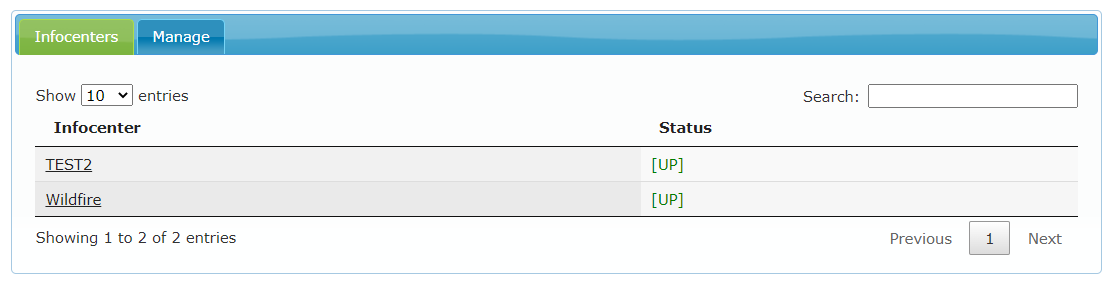 Infocenters Manage
Show 10 entries Search:
Infocenter Status
TEST2 [UP]
Wildfire [UP]
Showing 1 to 2 of 2 entries Previous 1 Next